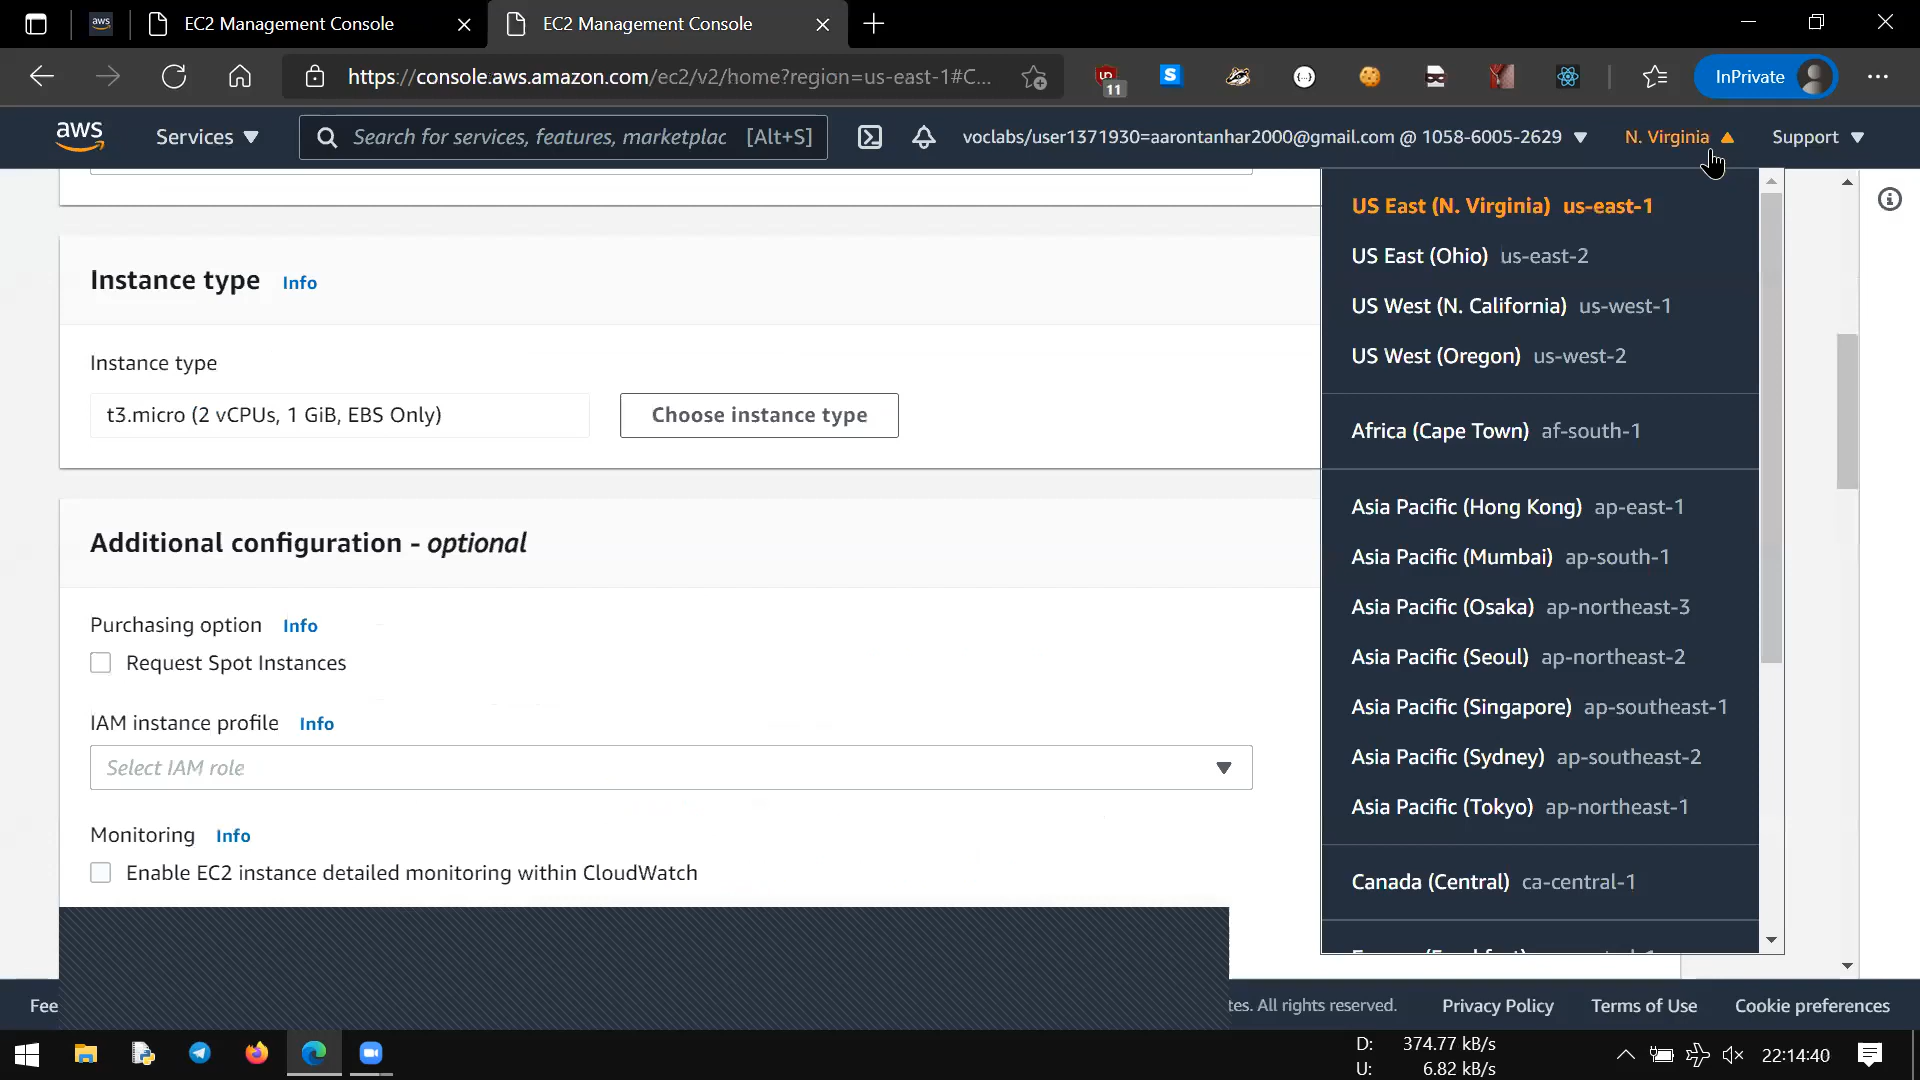 EC2 Management Console
EC2 Management Console
https://console.aws.amazon.com/ec2/v2/home?region=us-east-1#C...
11
InPrivate
aws
Services
Search for services, features, marketplac [Alt+S]
voclabs/user1371930=aarontanhar2000@gmail.com @ 1058-6005-2629
N. Virginia
Support
US East (N. Virginia) us-east-1
US East (Ohio) us-east-2
US West (N. California) us-west-1
US West (Oregon) us-west-2
Africa (Cape Town) af-south-1
Asia Pacific (Hong Kong) ap-east-1
Asia Pacific (Mumbai) ap-south-1
Asia Pacific (Osaka) ap-northeast-3
Asia Pacific (Seoul) ap-northeast-2
Asia Pacific (Singapore) ap-southeast-1
Asia Pacific (Sydney) ap-southeast-2
Asia Pacific (Tokyo) ap-northeast-1
Canada (Central) ca-central-1
Instance type Info
Instance type
t3.micro (2 vCPUs, 1 GiB, EBS Only)
Choose instance type
Additional configuration - optional
Purchasing option Info
Request Spot Instances
IAM instance profile Info
Select IAM role
Monitoring Info
Enable EC2 instance detailed monitoring within CloudWatch
Fee
tes. All rights reserved.
Privacy Policy
Terms of Use
Cookie preferences
D: 374.77 kB/s
U: 6.82 kB/s
22:14:40